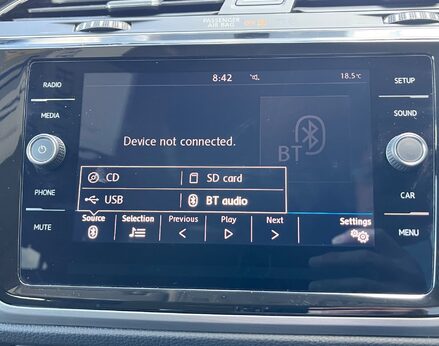 PASSENGER
AIR BAG
8:42
18.5°C
RADIO
SETUP
MEDIA
SOUND
Device not connected.
BT
CD
SD card
USB
BT audio
PHONE
CAR
Source
Selection
Previous
Play
Next
Settings
MUTE
MENU